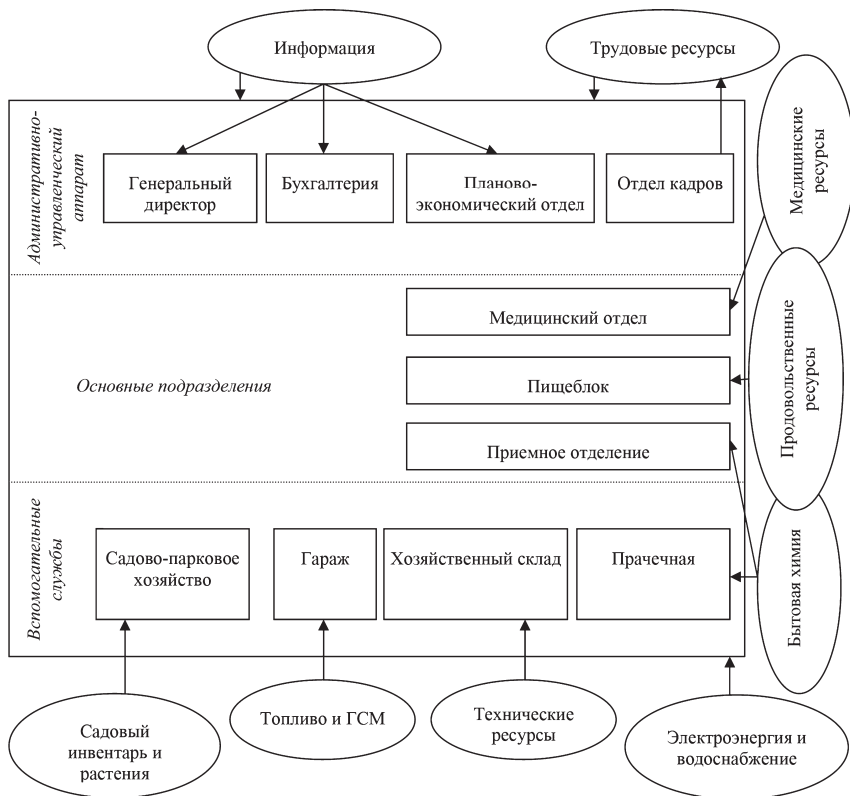 Информация
Трудовые ресурсы
Медицинские
ресурсы
Административно-
управленческий
аппарат
Генеральный
директор
Бухгалтерия
Планово-
экономический отдел
Отдел кадров
Медицинский отдел
Основные подразделения
Пищеблок
Продовольственные
ресурсы
Приемное отделение
Вспомогательные
службы
Садово-парковое
хозяйство
Гараж
Хозяйственный склад
Прачечная
Бытовая химия
Садовый
инвентарь и
растения
Топливо и ГСМ
Технические
ресурсы
Электроэнергия и
водоснабжение